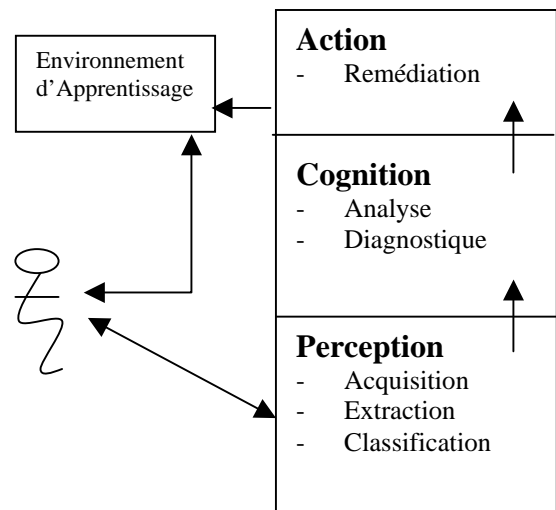 Environnement
d'Apprentissage
Action
- Remédiation
Cognition
- Analyse
- Diagnostique
Perception
- Acquisition
- Extraction
- Classification